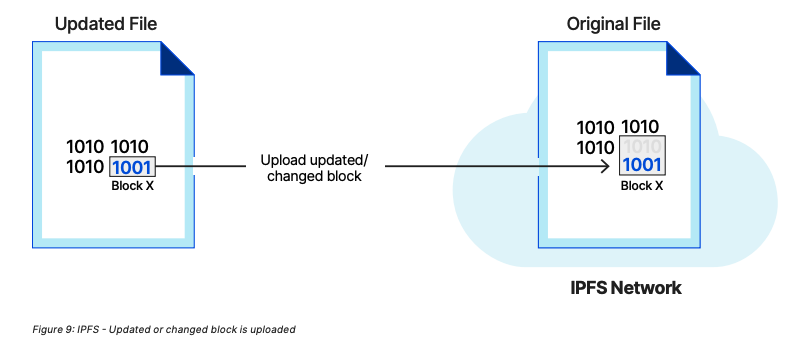 Updated File
Original File
1010 1010
1010 1001
Block X
Upload updated/
changed block
1010 1010
1010 1010
1001
Block X
IPFS Network
Figure 9: IPFS - Updated or changed block is uploaded